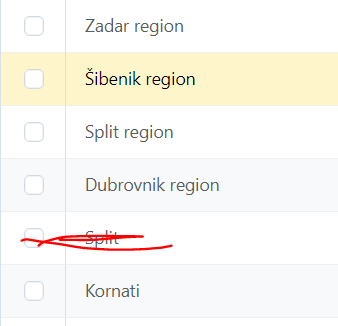 Zadar region
Šibenik region
Split region
Dubrovnik region
Split
Kornati